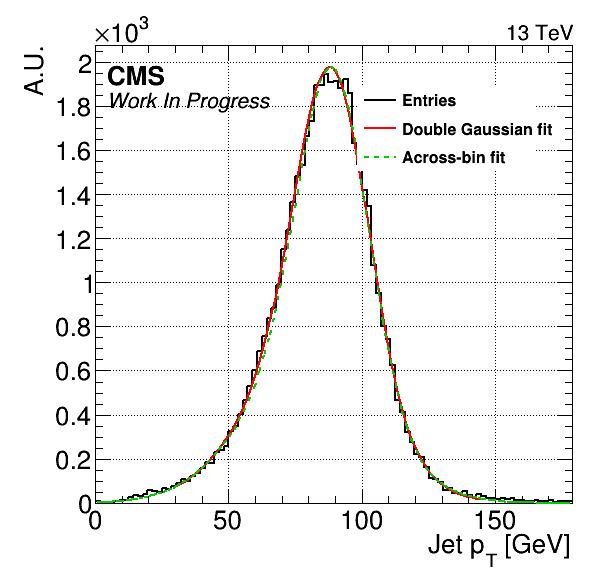 ×10³
13 TeV
A.U.
CMS
Work In Progress
Entries
Double Gaussian fit
Across-bin fit
2
1.8
1.6
1.4
1.2
1
0.8
0.6
0.4
0.2
0
0 50 100 150
Jet p_T [GeV]